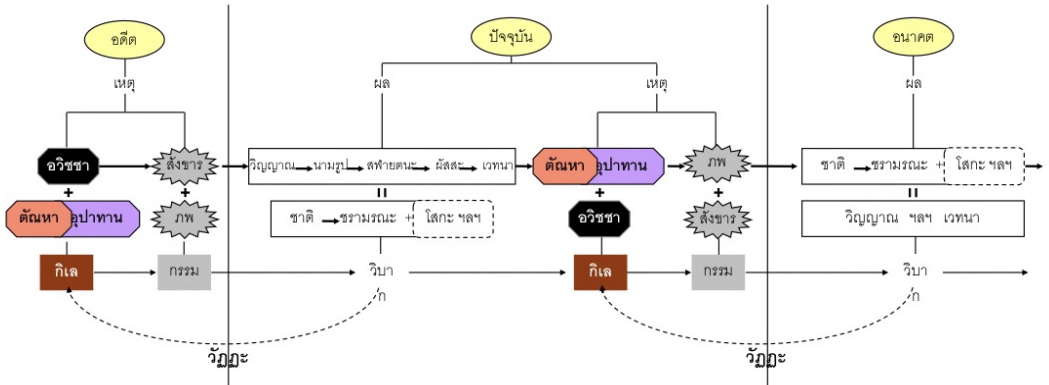 อดีต ปัจจุบัน อนาคต
เหตุ ผล เหตุ ผล
อวิชชา สังขาร วิญญาณ นามรูป สฬายตนะ ผัสสะ เวทนา ตัณหา อุปาทาน ภพ ชาติ ชรามรณะ + โสกะ ฯลฯ
+ + = + + =
ตัณหา อุปาทาน ภพ ชาติ ชรามรณะ + โสกะ ฯลฯ อวิชชา สังขาร วิญญาณ ฯลฯ เวทนา
กิเล กรรม วิบา กิเล กรรม วิบา
ก ก
วัฏฏะ วัฏฏะ